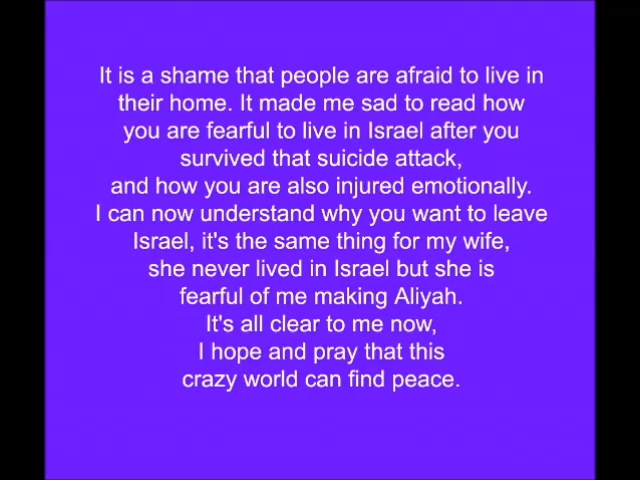 It is a shame that people are afraid to live in
their home. It made me sad to read how
you are fearful to live in Israel after you
survived that suicide attack,
and how you are also injured emotionally.
I can now understand why you want to leave
Israel, it's the same thing for my wife,
she never lived in Israel but she is
fearful of me making Aliyah.
It's all clear to me now,
I hope and pray that this
crazy world can find peace.